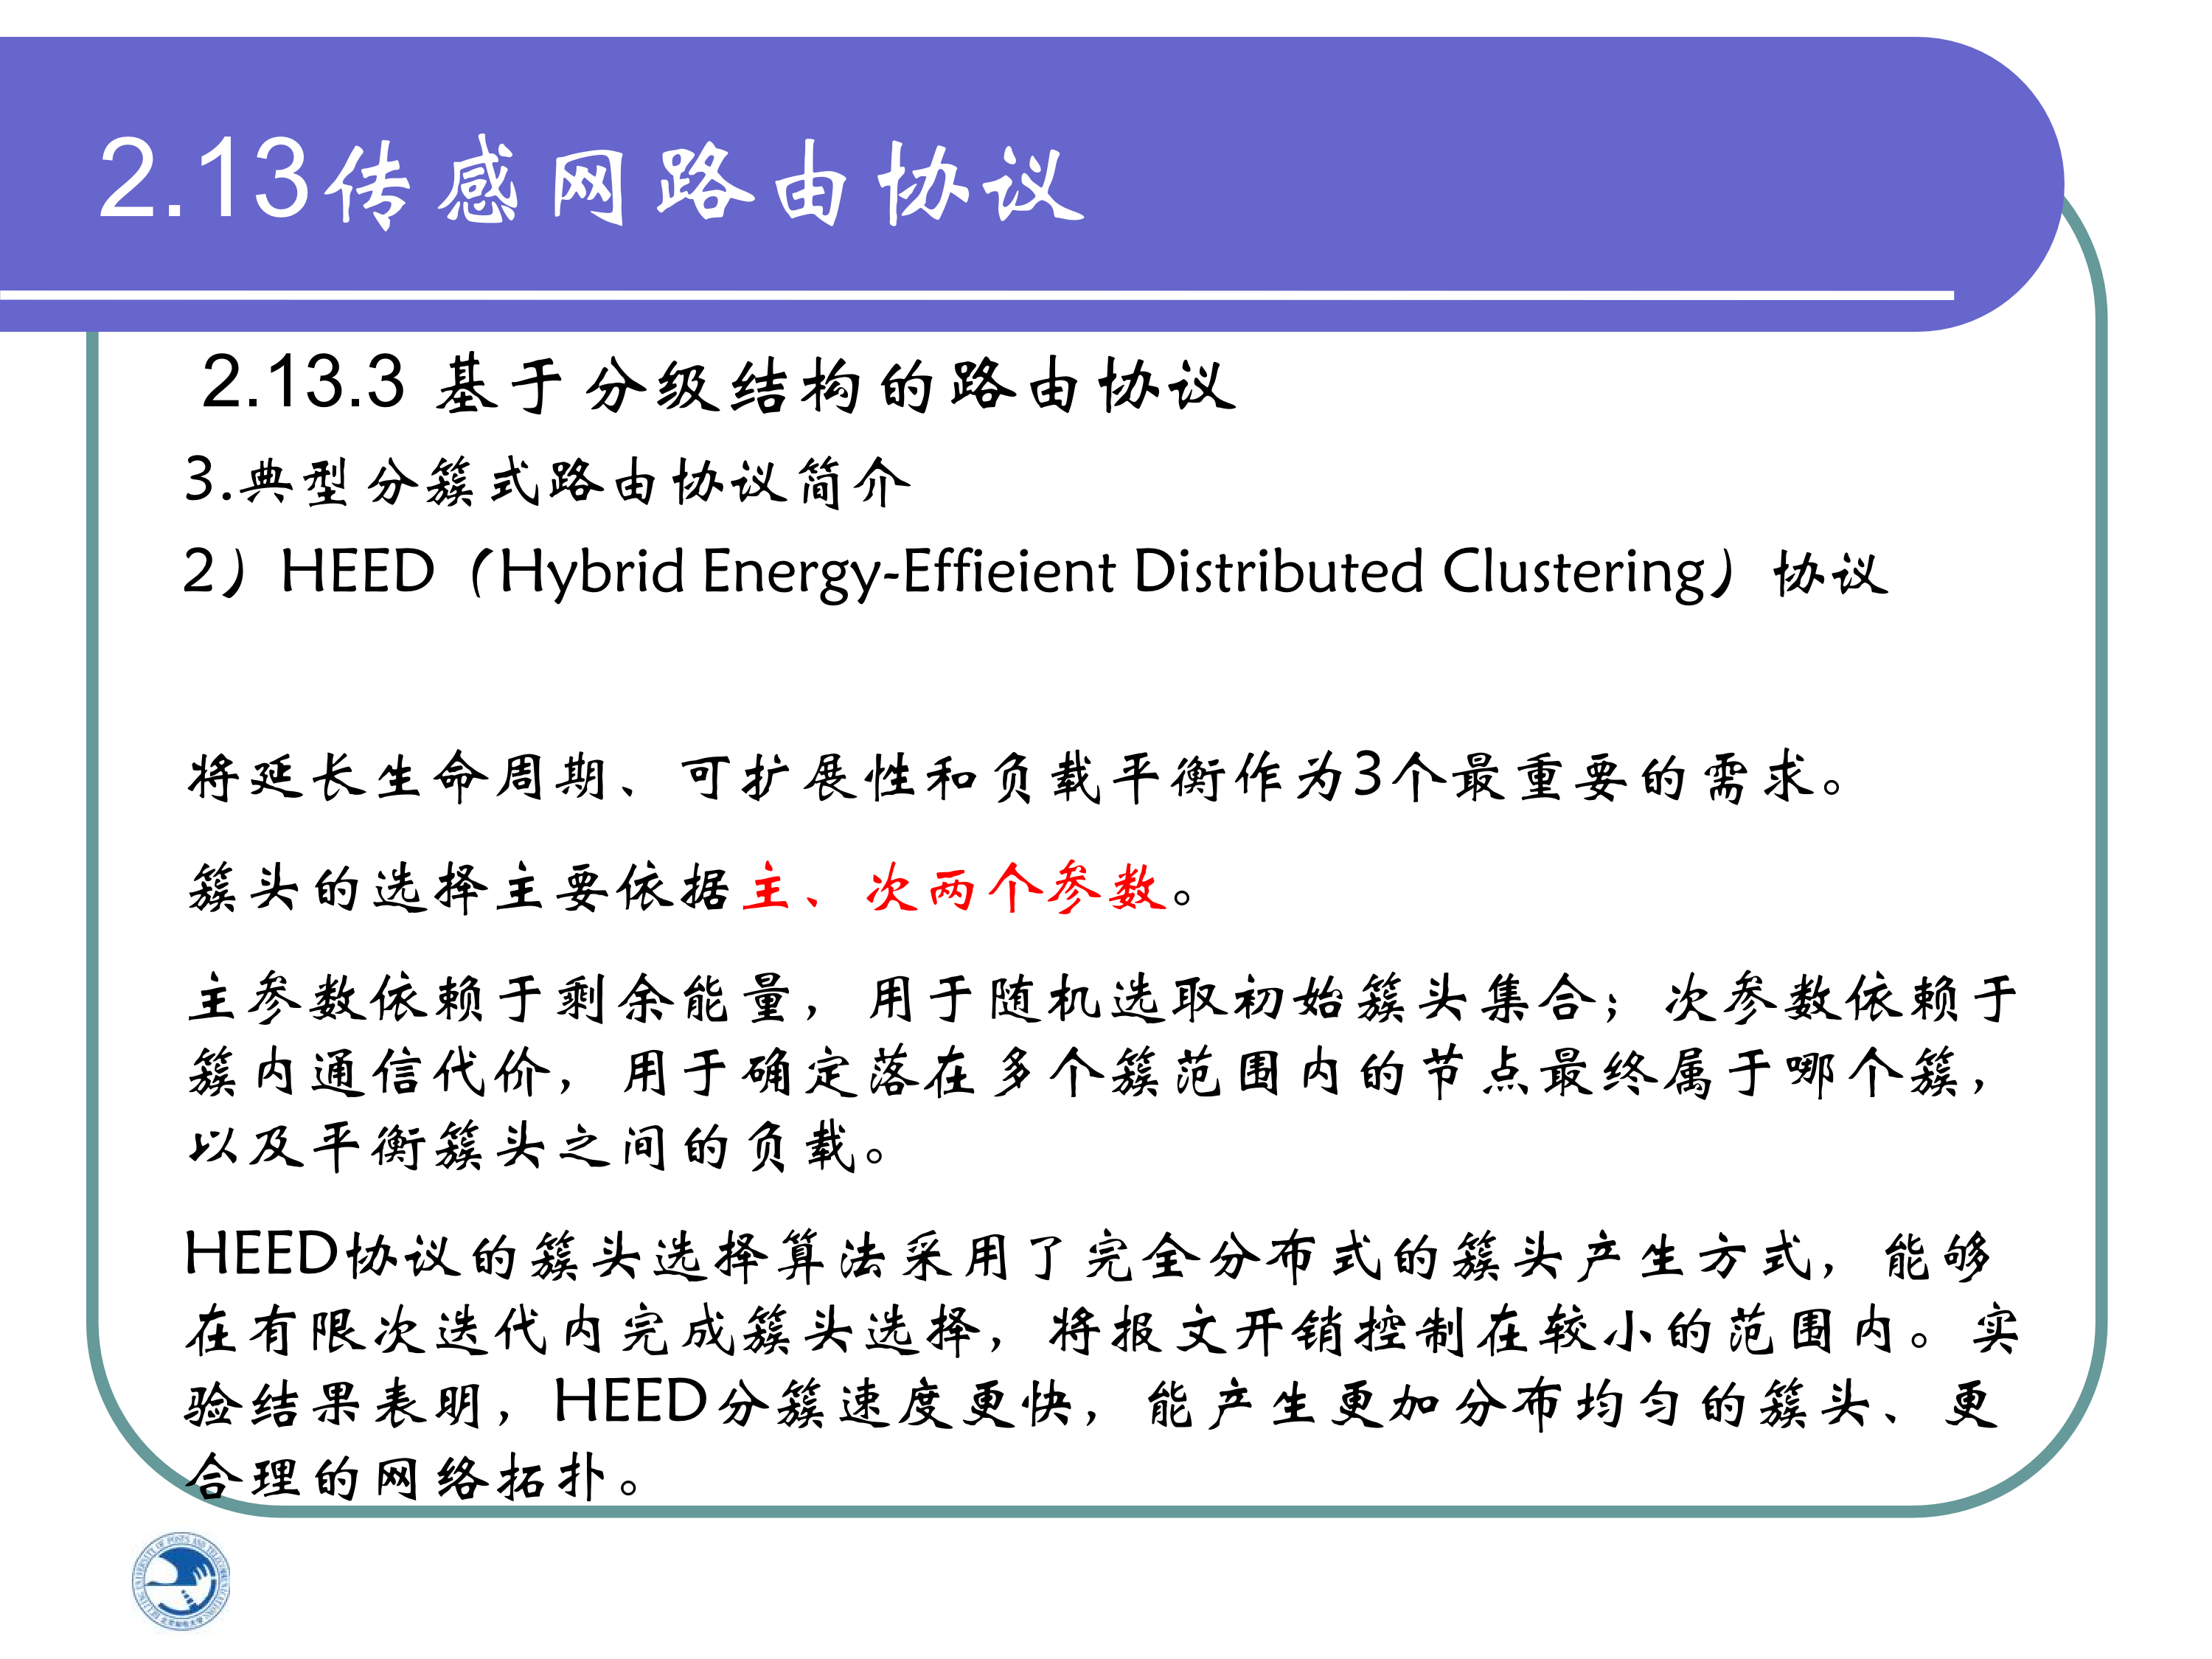 2.13传感网路由协议
2.13.3 基于分级结构的路由协议
3.典型分簇式路由协议简介
2）HEED（Hybrid Energy-Effieient Distributed Clustering）协议
将延长生命周期、可扩展性和负载平衡作为3个最重要的需求。
簇头的选择主要依据主、次两个参数。
主参数依赖于剩余能量，用于随机选取初始簇头集合；次参数依赖于
簇内通信代价，用于确定落在多个簇范围内的节点最终属于哪个簇，
以及平衡簇头之间的负载。
HEED协议的簇头选择算法采用了完全分布式的簇头产生方式，能够
在有限次迭代内完成簇头选择，将报文开销控制在较小的范围内。实
验结果表明，HEED分簇速度更快，能产生更加分布均匀的簇头、更
合理的网络拓扑。